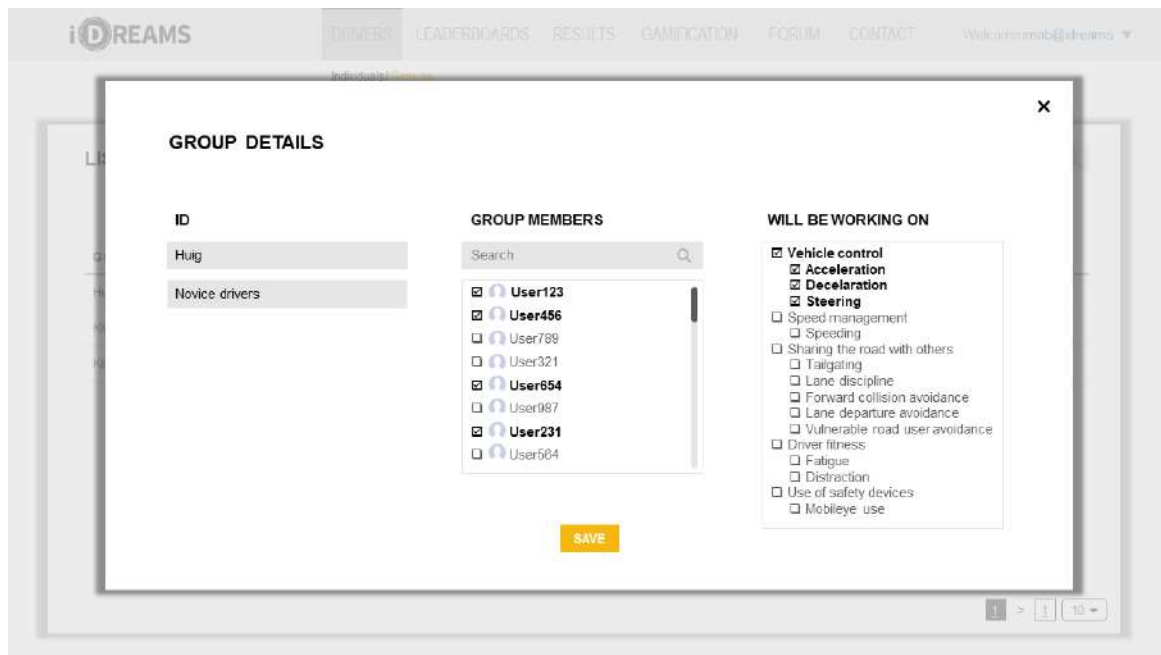 iDREAMS
DRIVERS LEADERBOARDS RESULTS GAMIFICATION FORUM CONTACT
Individuals |
GROUP DETAILS
ID
Huig
Novice drivers
GROUP MEMBERS
Search
User123
User456
User789
User321
User654
User987
User231
User564
WILL BE WORKING ON
Vehicle control
Acceleration
Decelaration
Steering
Speed management
Speeding
Sharing the road with others
Tailgating
Lane discipline
Forward collision avoidance
Lane departure avoidance
Vulnerable road user avoidance
Driver fitness
Fatigue
Distraction
Use of safety devices
Mobileye use
SAVE
1 > 1 10